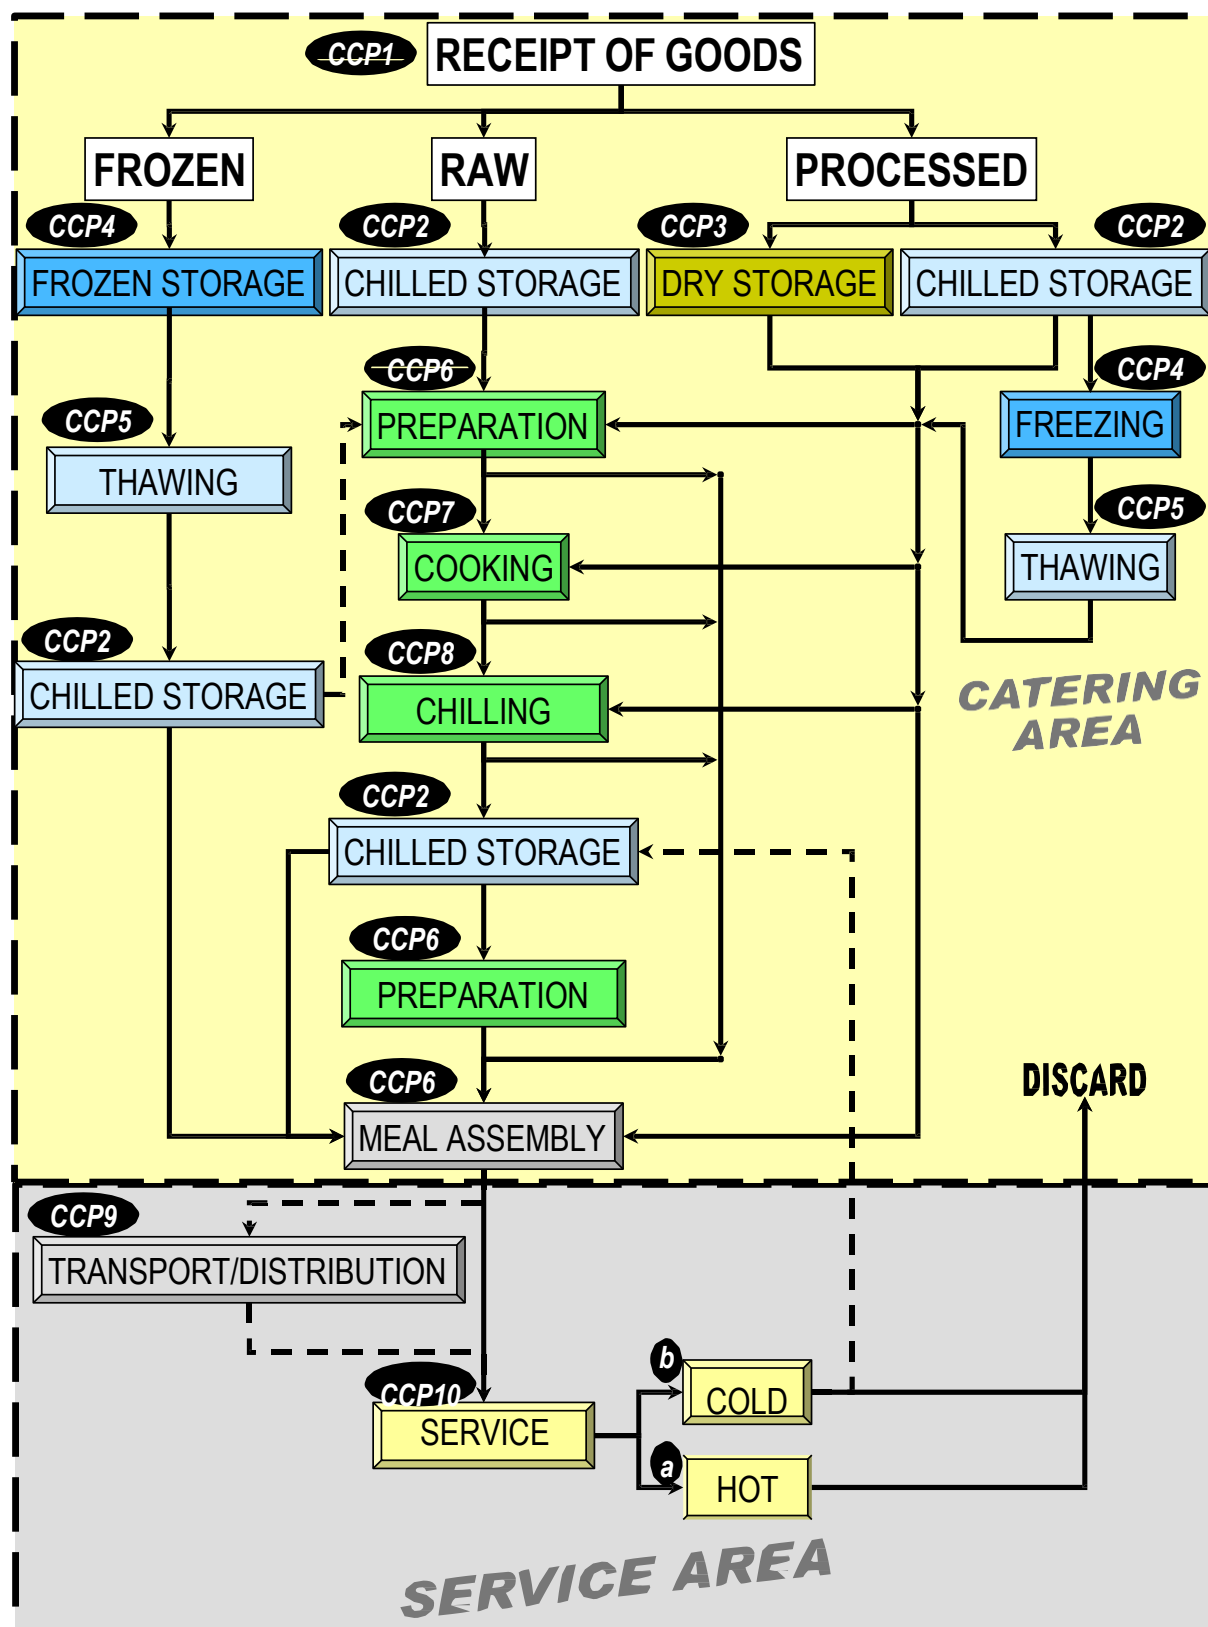 CCP1
RECEIPT OF GOODS
FROZEN
RAW
PROCESSED
CCP4
CCP2
CCP3
CCP2
FROZEN STORAGE
CHILLED STORAGE
DRY STORAGE
CHILLED STORAGE
CCP6
CCP4
CCP5
PREPARATION
FREEZING
THAWING
CCP7
CCP5
COOKING
THAWING
CCP2
CCP8
CHILLED STORAGE
CHILLING
CATERING
AREA
CCP2
CHILLED STORAGE
CCP6
PREPARATION
CCP6
DISCARD
MEAL ASSEMBLY
CCP9
TRANSPORT/DISTRIBUTION
b
CCP10
COLD
SERVICE
a
HOT
SERVICE AREA